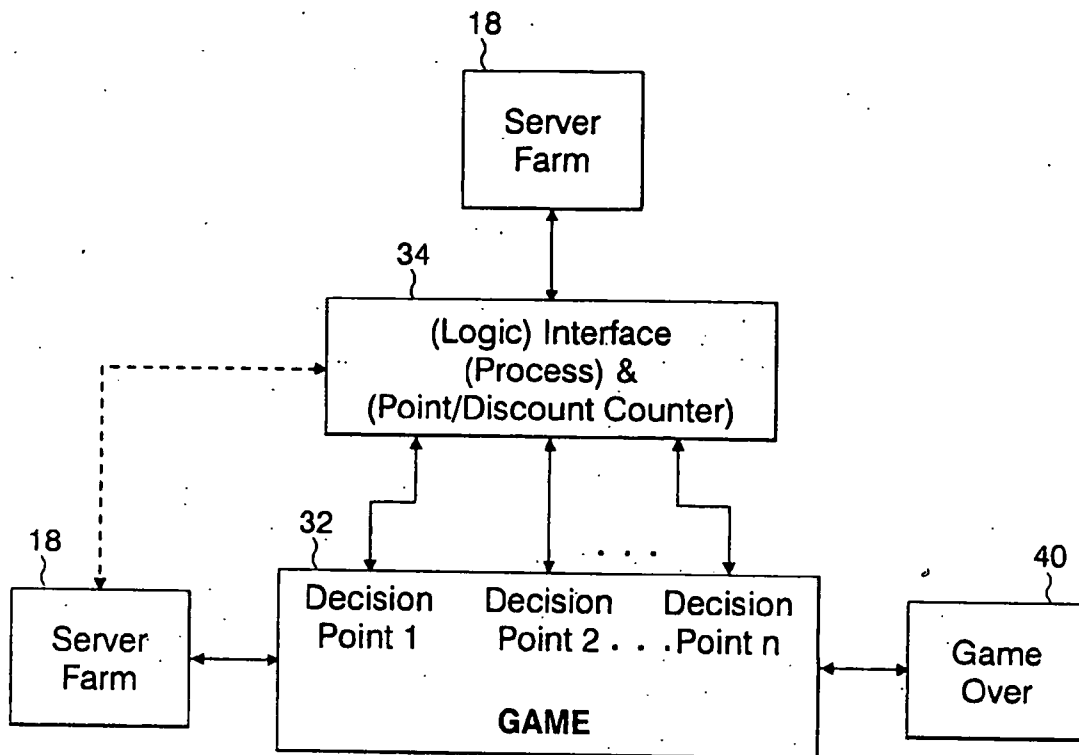 18
Server
Farm
34
(Logic) Interface
(Process) &
(Point/Discount Counter)
32
. . .
18
Server
Farm
Decision
Point 1
Decision
Point 2 . . .
Decision
Point n
GAME
40
Game
Over